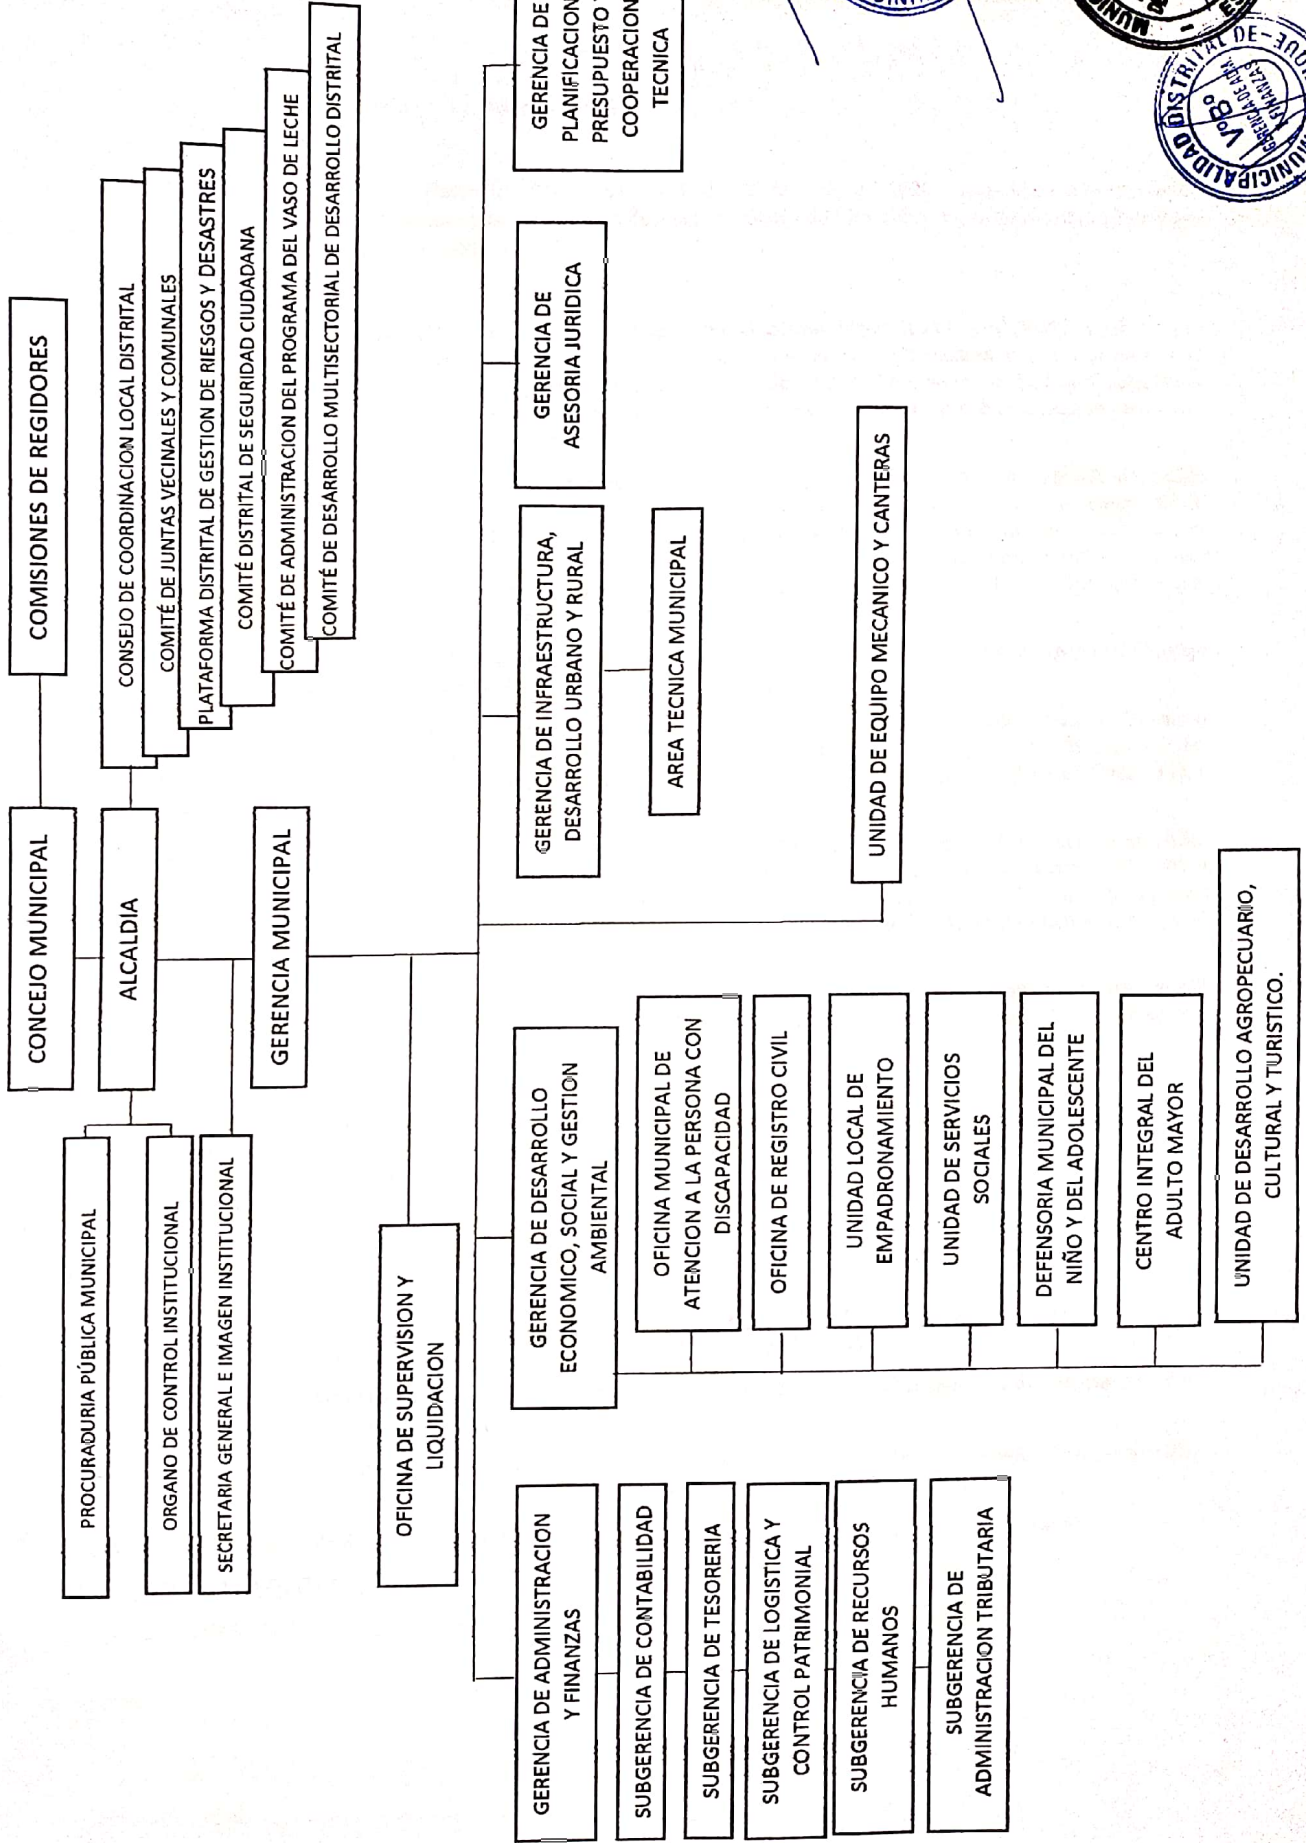 CONCEJO MUNICIPAL
COMISIONES DE REGIDORES
ALCALDIA
PROCURADURIA PÚBLICA MUNICIPAL
ORGANO DE CONTROL INSTITUCIONAL
SECRETARIA GENERAL E IMAGEN INSTITUCIONAL
CONSEJO DE COORDINACION LOCAL DISTRITAL
COMITÉ DE JUNTAS VECINALES Y COMUNALES
PLATAFORMA DISTRITAL DE GESTION DE RIESGOS Y DESASTRES
COMITÉ DISTRITAL DE SEGURIDAD CIUDADANA
COMITÉ DE ADMINISTRACION DEL PROGRAMA DEL VASO DE LECHE
COMITÉ DE DESARROLLO MULTISECTORIAL DE DESARROLLO DISTRITAL
GERENCIA MUNICIPAL
OFICINA DE SUPERVISION Y
LIQUIDACION
GERENCIA DE ADMINISTRACION
Y FINANZAS
SUBGERENCIA DE CONTABILIDAD
SUBGERENCIA DE TESORERIA
SUBGERENCIA DE LOGISTICA Y
CONTROL PATRIMONIAL
SUBGERENCIA DE RECURSOS
HUMANOS
SUBGERENCIA DE
ADMINISTRACION TRIBUTARIA
GERENCIA DE DESARROLLO
ECONOMICO, SOCIAL Y GESTION
AMBIENTAL
OFICINA MUNICIPAL DE
ATENCION A LA PERSONA CON
DISCAPACIDAD
OFICINA DE REGISTRO CIVIL
UNIDAD LOCAL DE
EMPADRONAMIENTO
UNIDAD DE SERVICIOS
SOCIALES
DEFENSORIA MUNICIPAL DEL
NIÑO Y DEL ADOLESCENTE
CENTRO INTEGRAL DEL
ADULTO MAYOR
UNIDAD DE DESARROLLO AGROPECUARIO,
CULTURAL Y TURISTICO.
GERENCIA DE INFRAESTRUCTURA,
DESARROLLO URBANO Y RURAL
AREA TECNICA MUNICIPAL
UNIDAD DE EQUIPO MECANICO Y CANTERAS
GERENCIA DE
ASESORIA JURIDICA
GERENCIA DE
PLANIFICACION
PRESUPUESTO Y
COOPERACION
TECNICA
MUNICIPALIDAD DISTRITAL DE
VºBº
GERENCIA DE ADM.
FINANZAS